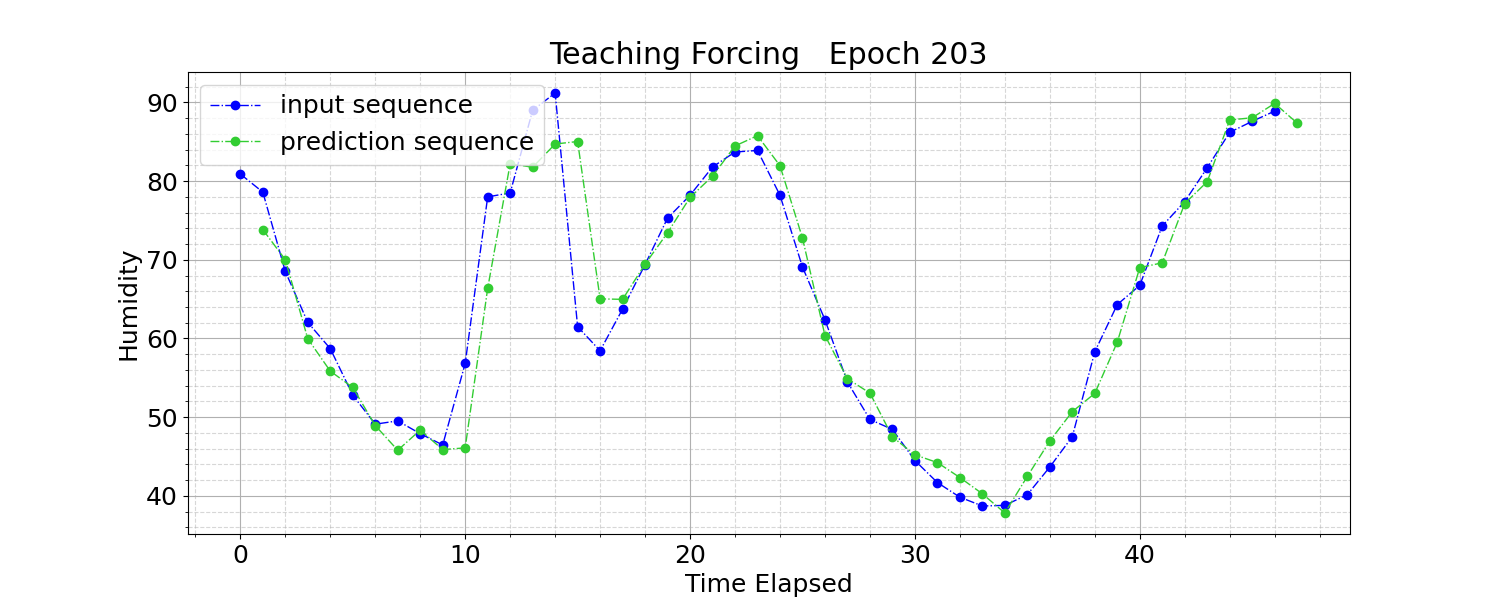 Teaching Forcing   Epoch 203
input sequence
prediction sequence
Humidity
90
80
70
60
50
40
0 10 20 30 40
Time Elapsed